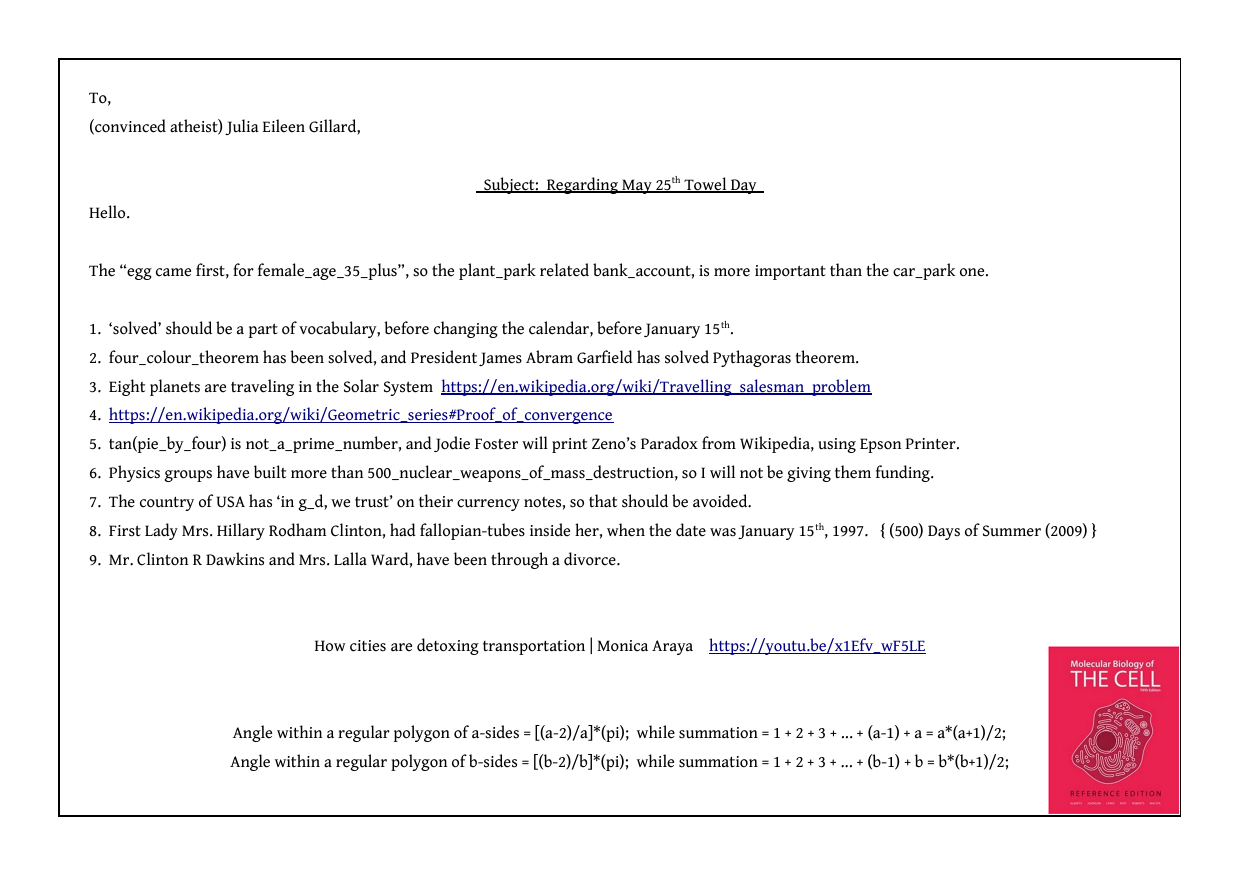 To,
(convinced atheist) Julia Eileen Gillard,
Subject:  Regarding May 25th Towel Day
Hello.
The “egg came first, for female_age_35_plus”, so the plant_park related bank_account, is more important than the car_park one.
1.  ‘solved’ should be a part of vocabulary, before changing the calendar, before January 15th.
2.  four_colour_theorem has been solved, and President James Abram Garfield has solved Pythagoras theorem.
3.  Eight planets are traveling in the Solar System  https://en.wikipedia.org/wiki/Travelling_salesman_problem
4.  https://en.wikipedia.org/wiki/Geometric_series#Proof_of_convergence
5.  tan(pie_by_four) is not_a_prime_number, and Jodie Foster will print Zeno’s Paradox from Wikipedia, using Epson Printer.
6.  Physics groups have built more than 500_nuclear_weapons_of_mass_destruction, so I will not be giving them funding.
7.  The country of USA has ‘in g_d, we trust’ on their currency notes, so that should be avoided.
8.  First Lady Mrs. Hillary Rodham Clinton, had fallopian-tubes inside her, when the date was January 15th, 1997.   { (500) Days of Summer (2009) }
9.  Mr. Clinton R Dawkins and Mrs. Lalla Ward, have been through a divorce.
How cities are detoxing transportation | Monica Araya    https://youtu.be/x1Efv_wF5LE
Angle within a regular polygon of a-sides = [(a-2)/a]*(pi);  while summation = 1 + 2 + 3 + ... + (a-1) + a = a*(a+1)/2;
Angle within a regular polygon of b-sides = [(b-2)/b]*(pi);  while summation = 1 + 2 + 3 + ... + (b-1) + b = b*(b+1)/2;
Molecular Biology of
THE CELL
Fifth Edition
REFERENCE EDITION